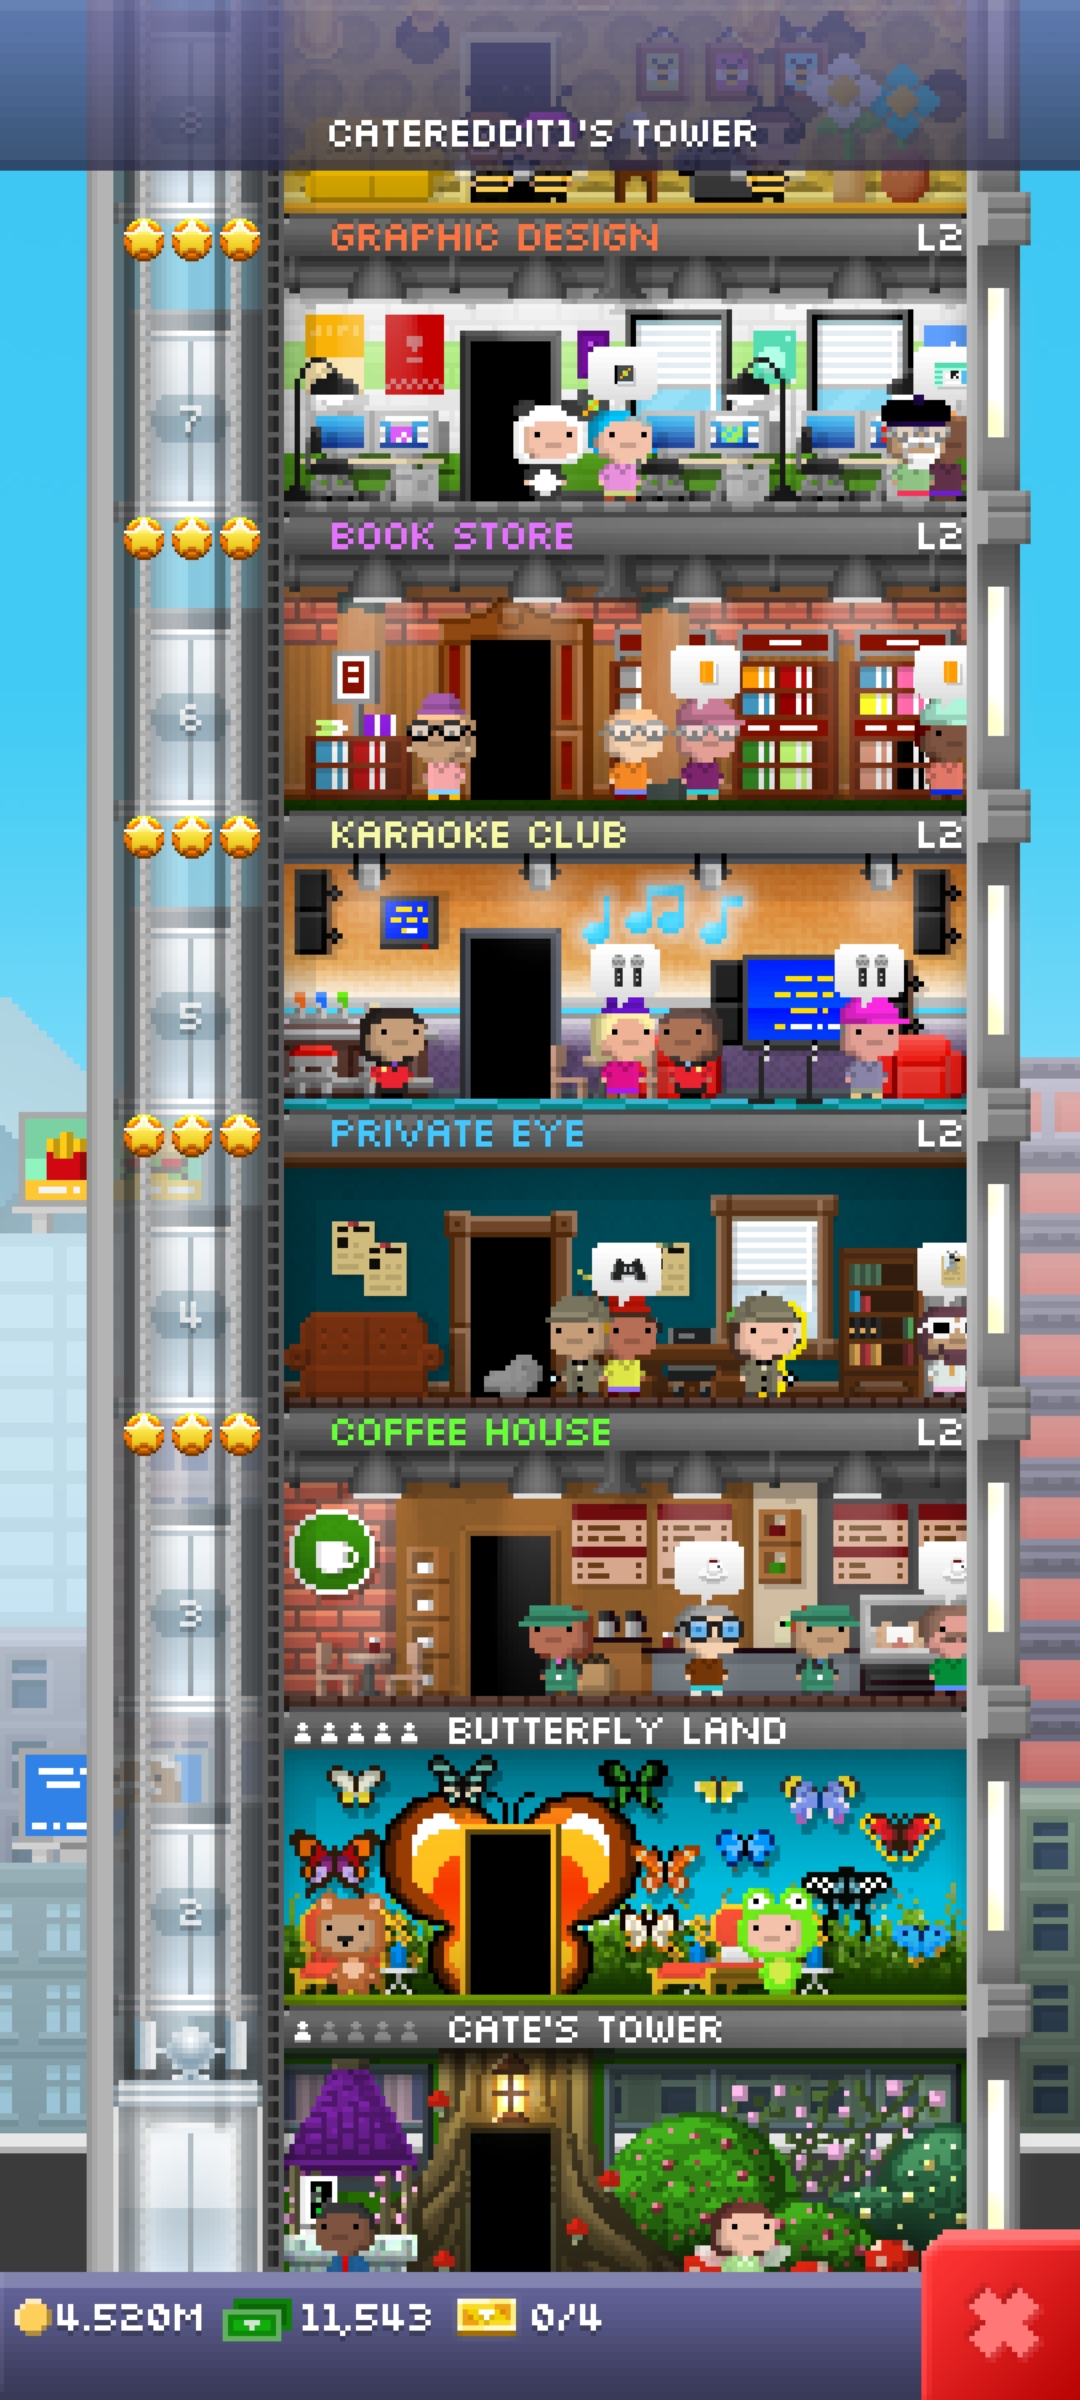 8
CATEREDDIT1'S TOWER
GRAPHIC DESIGN L2
7
BOOK STORE L2
6
KARAOKE CLUB L2
5
PRIVATE EYE L2
4
COFFEE HOUSE L2
3
BUTTERFLY LAND
2
CATE'S TOWER
4.520M 11,543 0/4